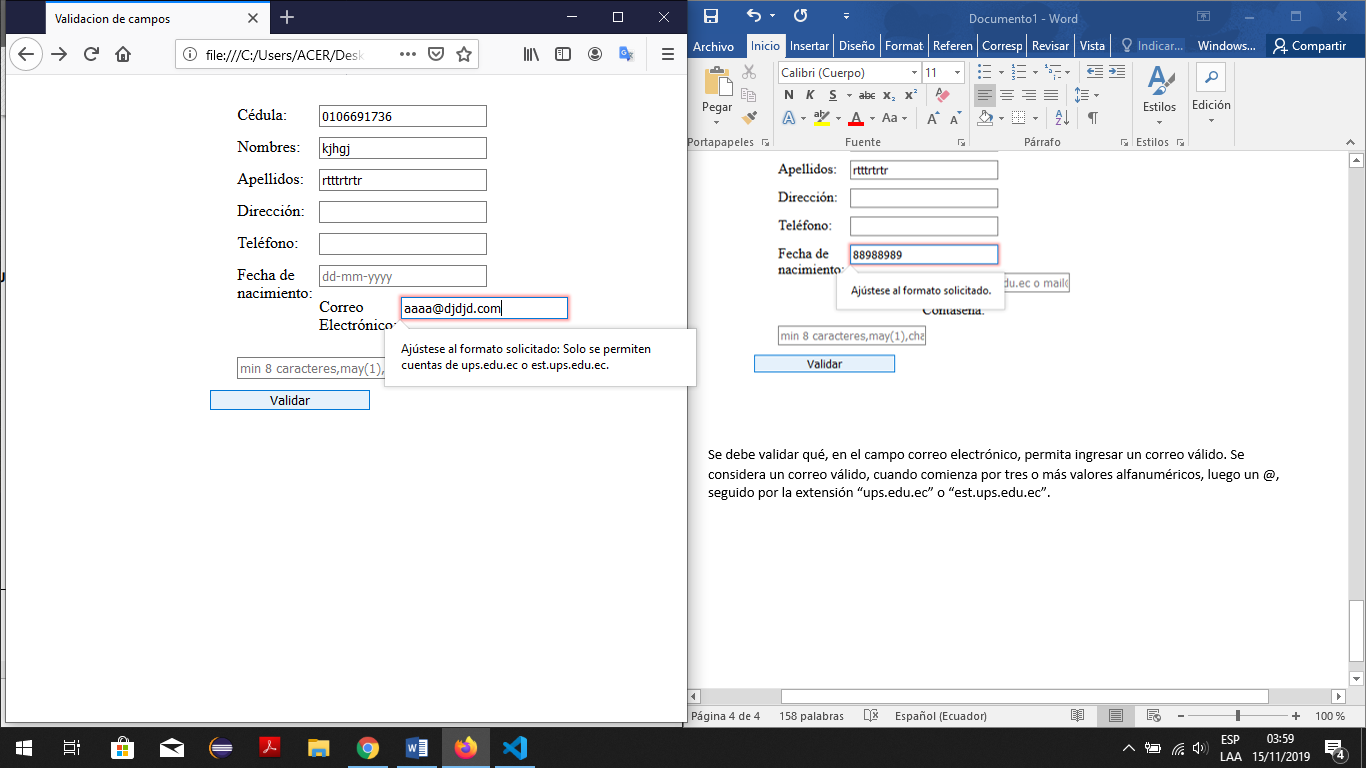 Validacion de campos
file:///C:/Users/ACER/Desk
Cédula:
0106691736
Nombres:
kjhgj
Apellidos:
rtttrtrtr
Dirección:
Teléfono:
Fecha de
nacimiento:
dd-mm-yyyy
Correo
Electrónico:
aaaa@djdjd.com
Ajústese al formato solicitado: Solo se permiten
cuentas de ups.edu.ec o est.ups.edu.ec.
min 8 caracteres,may(1),
Validar
Documento1 - Word
Archivo Inicio Insertar Diseño Format Referen Corresp Revisar Vista Indicar... Windows... Compartir
Pegar
Portapapeles
Calibri (Cuerpo) 11
N K S abc x₂ x²
A aby A Aa A A
Fuente
Párrafo
Estilos
Estilos
Edición
Apellidos:
rtttrtrtr
Dirección:
Teléfono:
Fecha de
nacimiento:
88988989
Ajústese al formato solicitado.
du.ec o mail(
Contaseña:
min 8 caracteres,may(1),cha
Validar
Se debe validar qué, en el campo correo electrónico, permita ingresar un correo válido. Se
considera un correo válido, cuando comienza por tres o más valores alfanuméricos, luego un @,
seguido por la extensión “ups.edu.ec” o “est.ups.edu.ec”.
Página 4 de 4 158 palabras Español (Ecuador) 100 %
ESP
LAA
03:59
15/11/2019
4